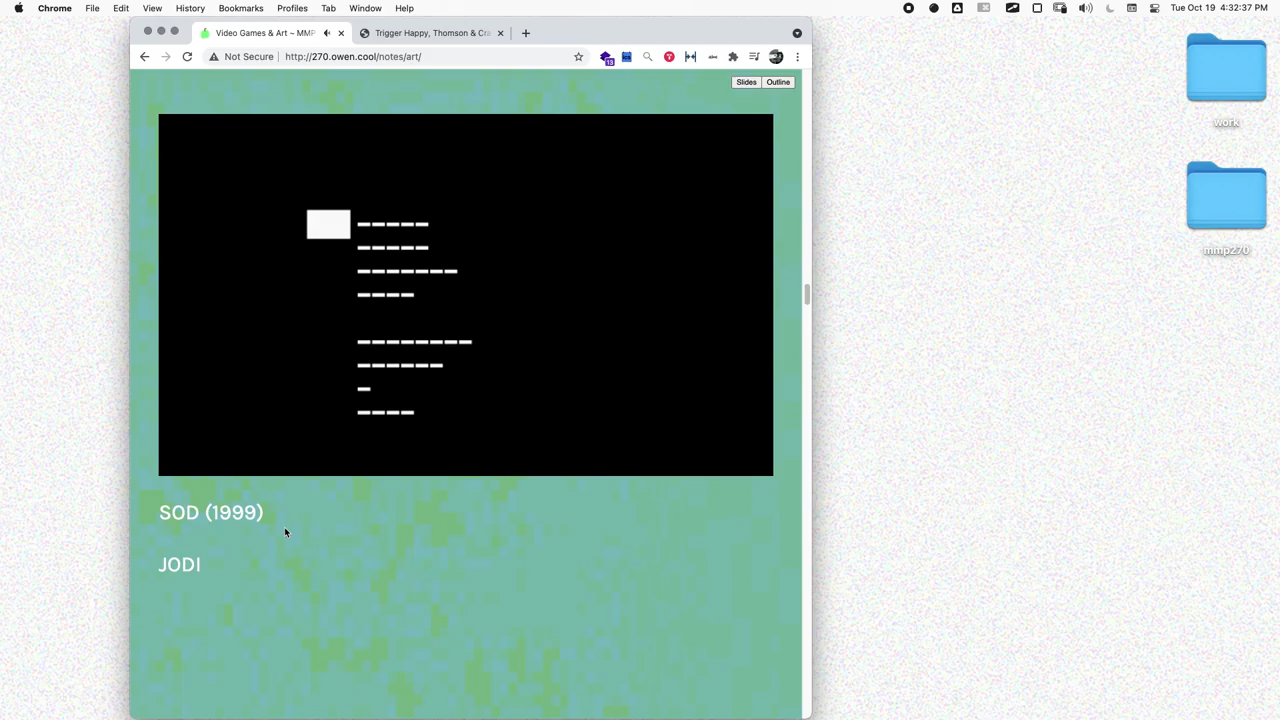 Chrome File Edit View History Bookmarks Profiles Tab Window Help
Tue Oct 19 4:32:37 PM
Video Games & Art ~ MMP
Trigger Happy, Thomson & Cra
Not Secure http://270.owen.cool/notes/art/
13
Slides Outline
work
mmp270
SOD (1999)
JODI